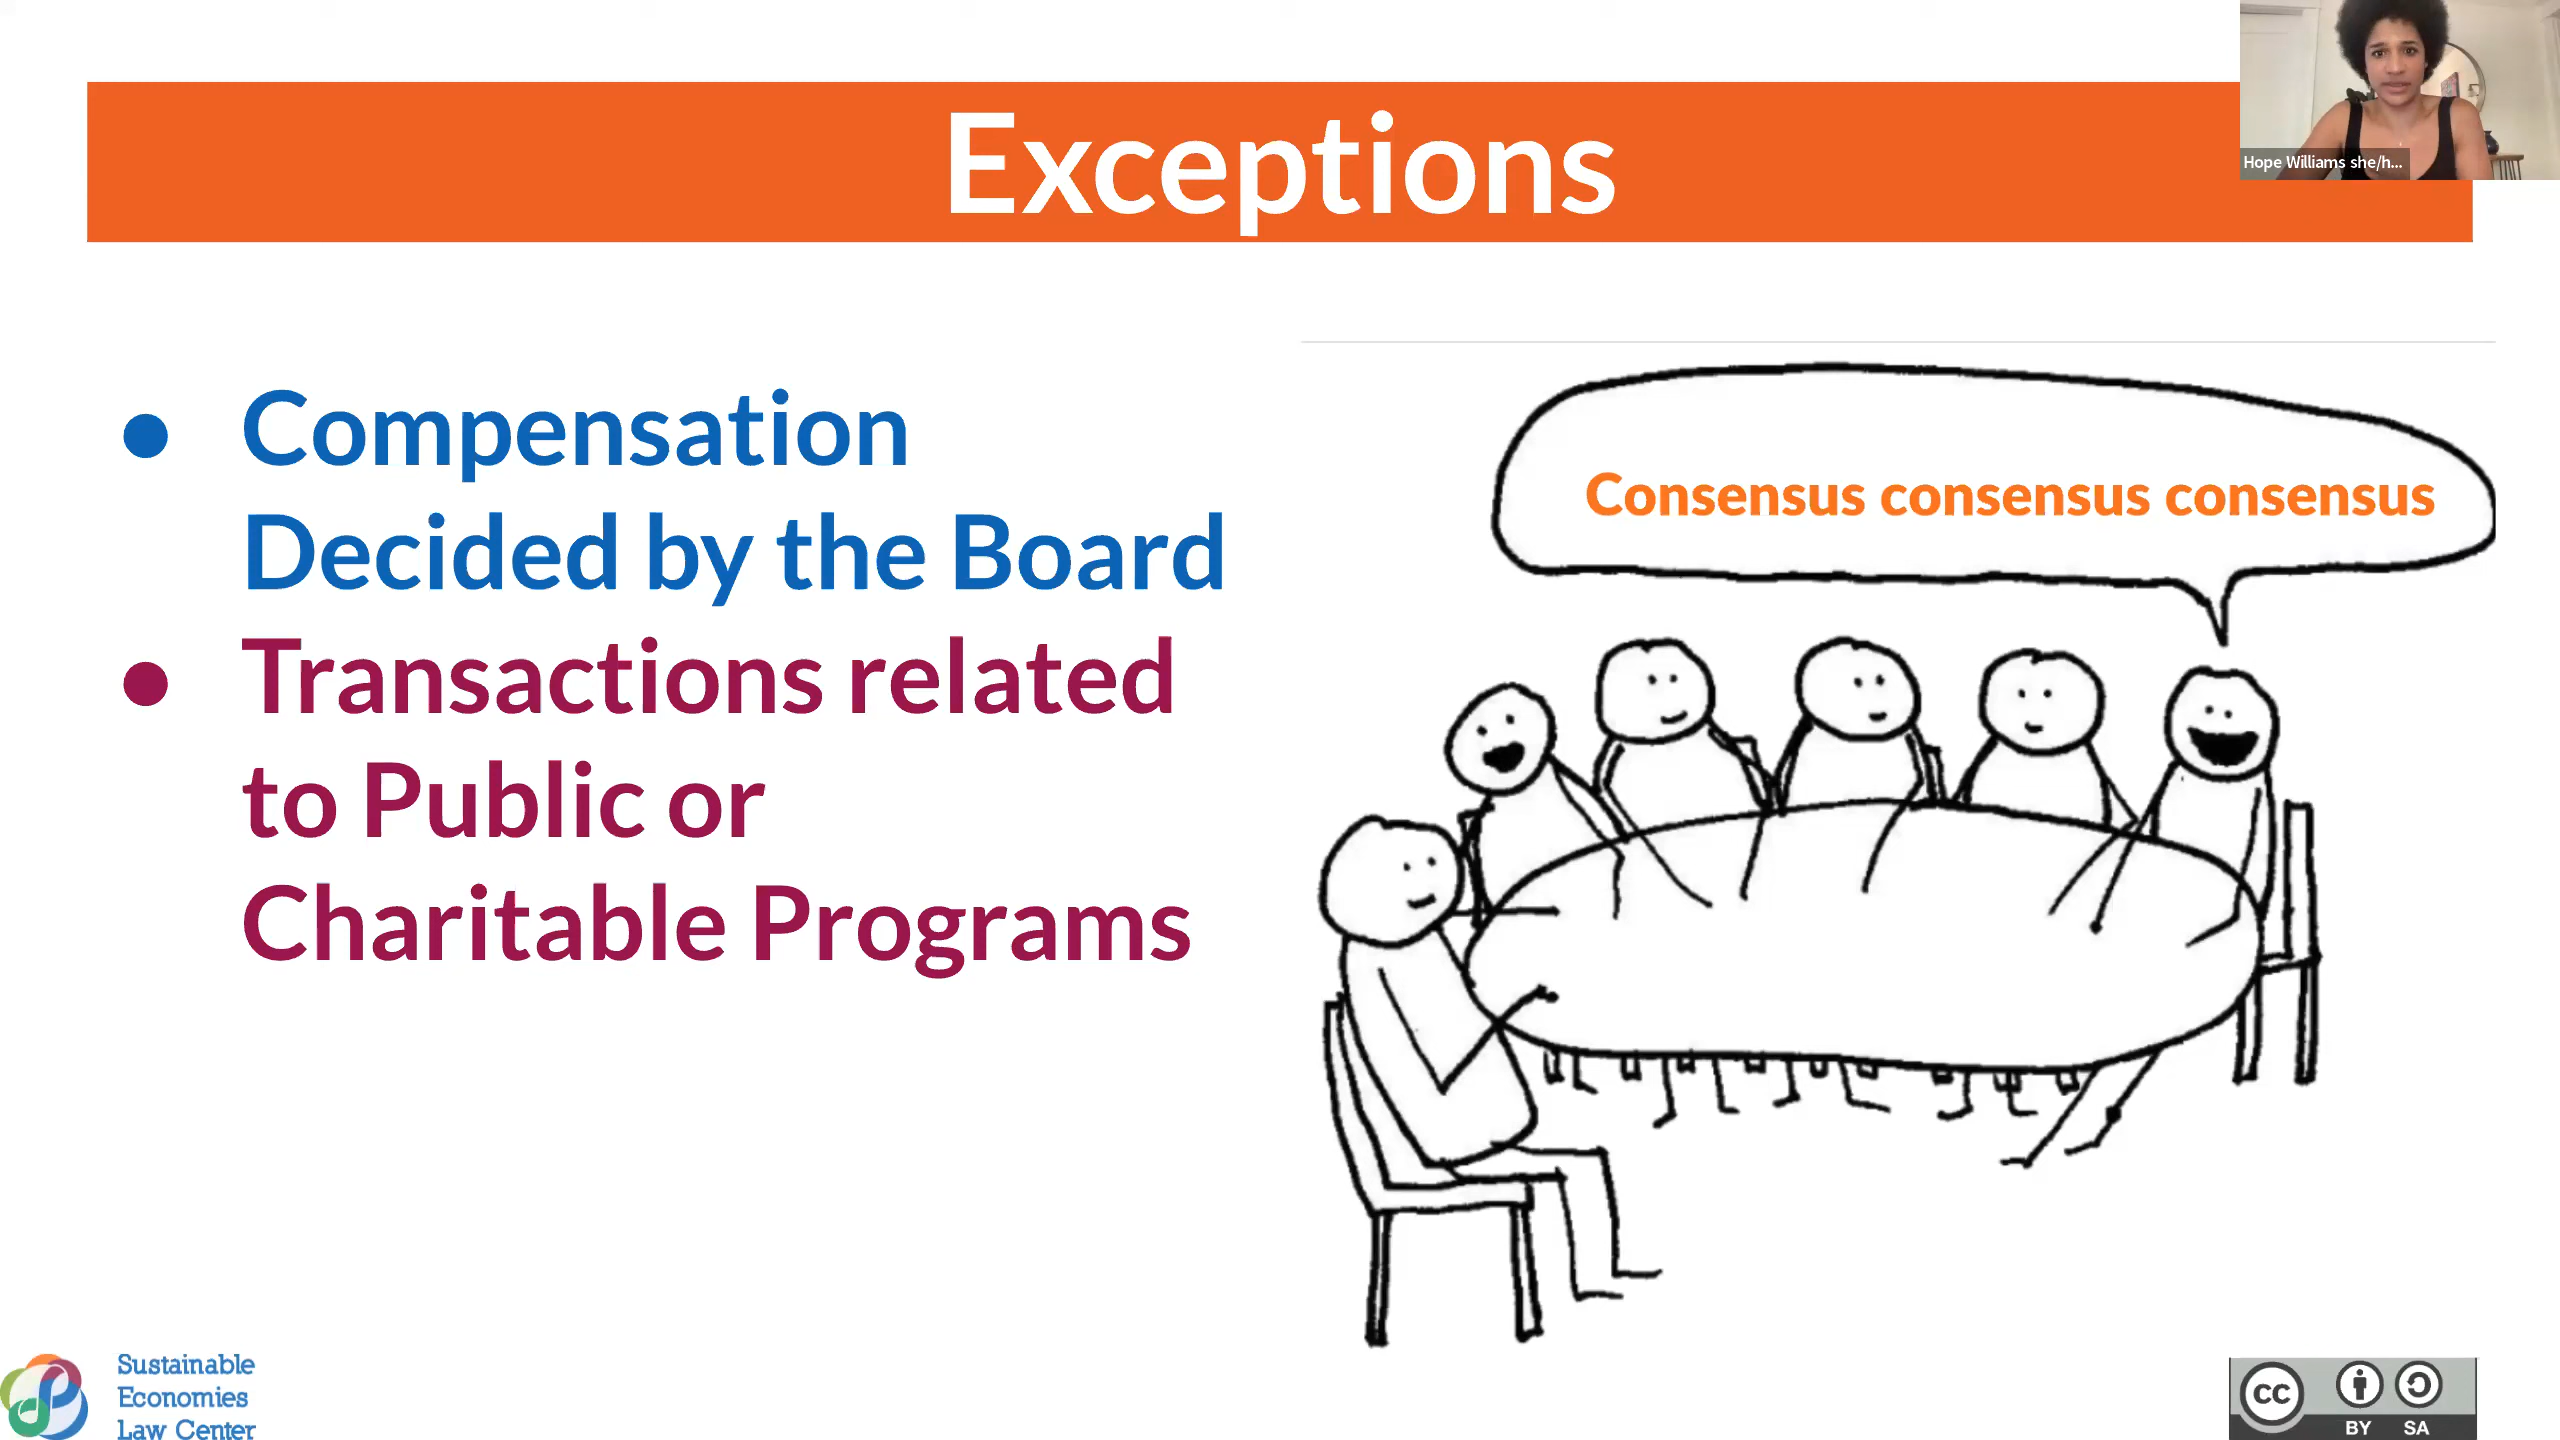 Exceptions
Hope Williams she/h...
● Compensation
Decided by the Board
● Transactions related
to Public or
Charitable Programs
Consensus consensus consensus
Sustainable
Economies
Law Center
cc
BY SA